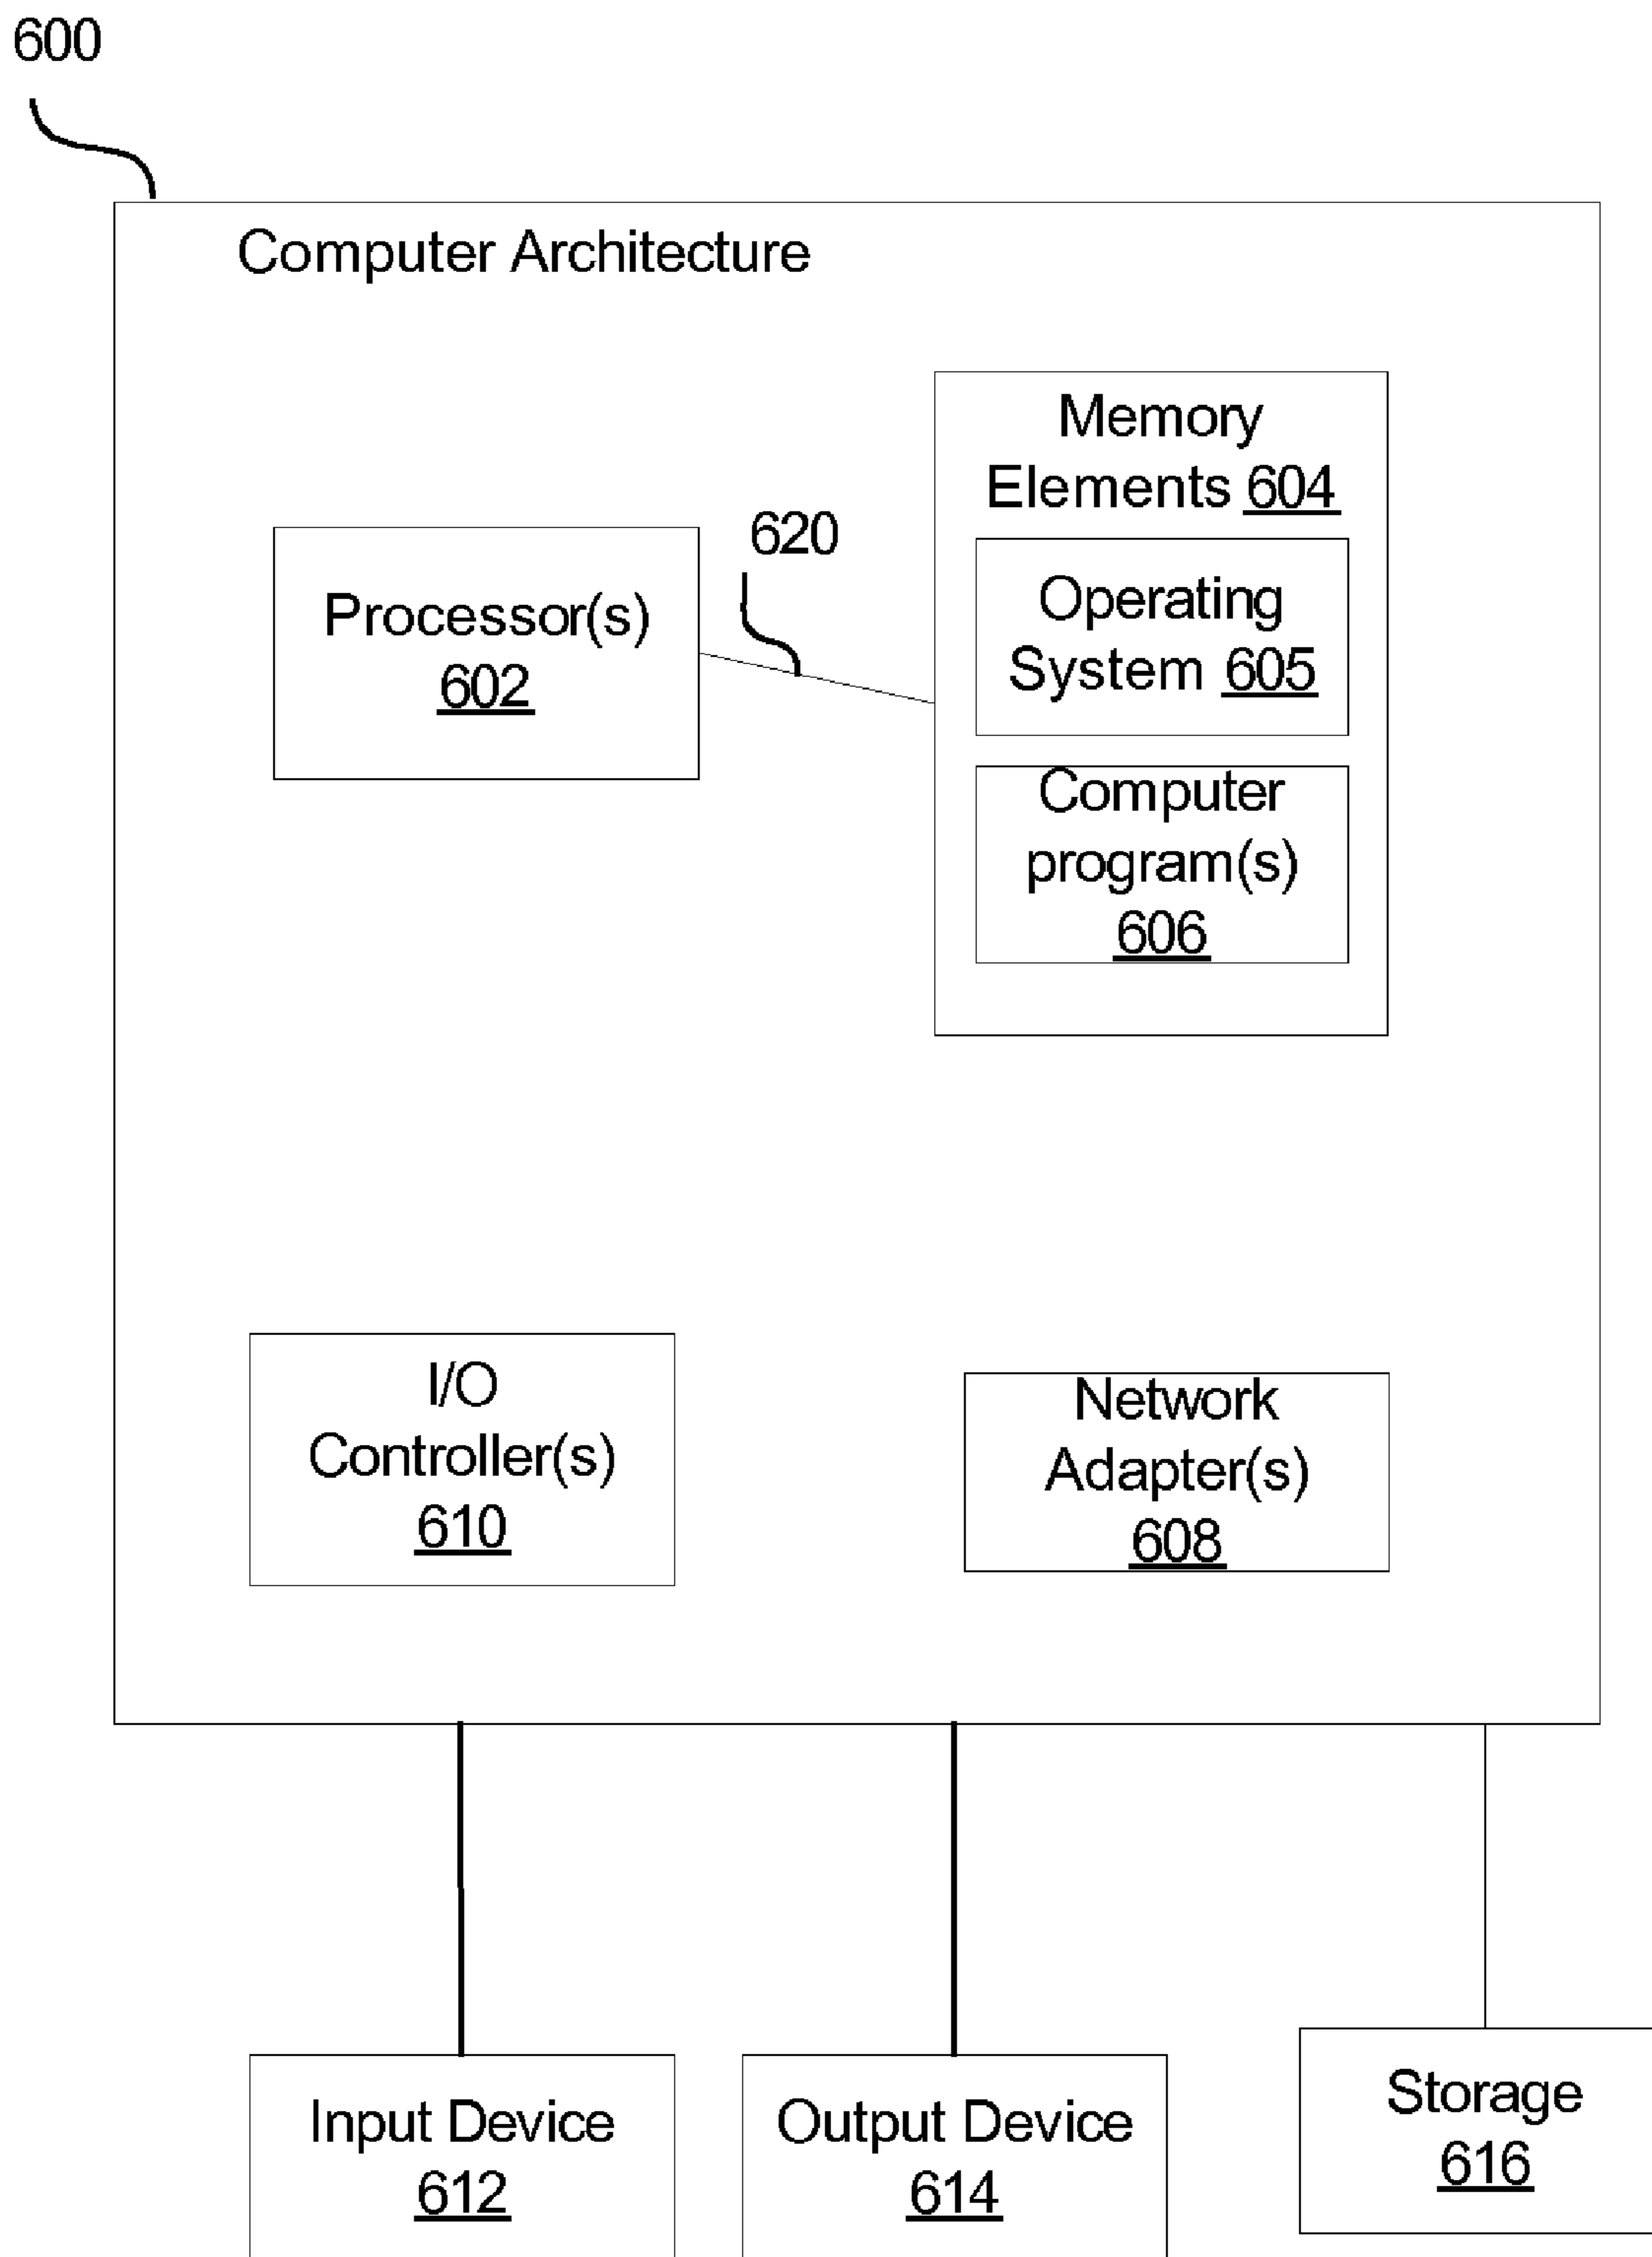 600
Computer Architecture
Memory
Elements 604
620
Processor(s)
602
Operating
System 605
Computer
program(s)
606
I/O
Controller(s)
610
Network
Adapter(s)
608
Input Device
612
Output Device
614
Storage
616